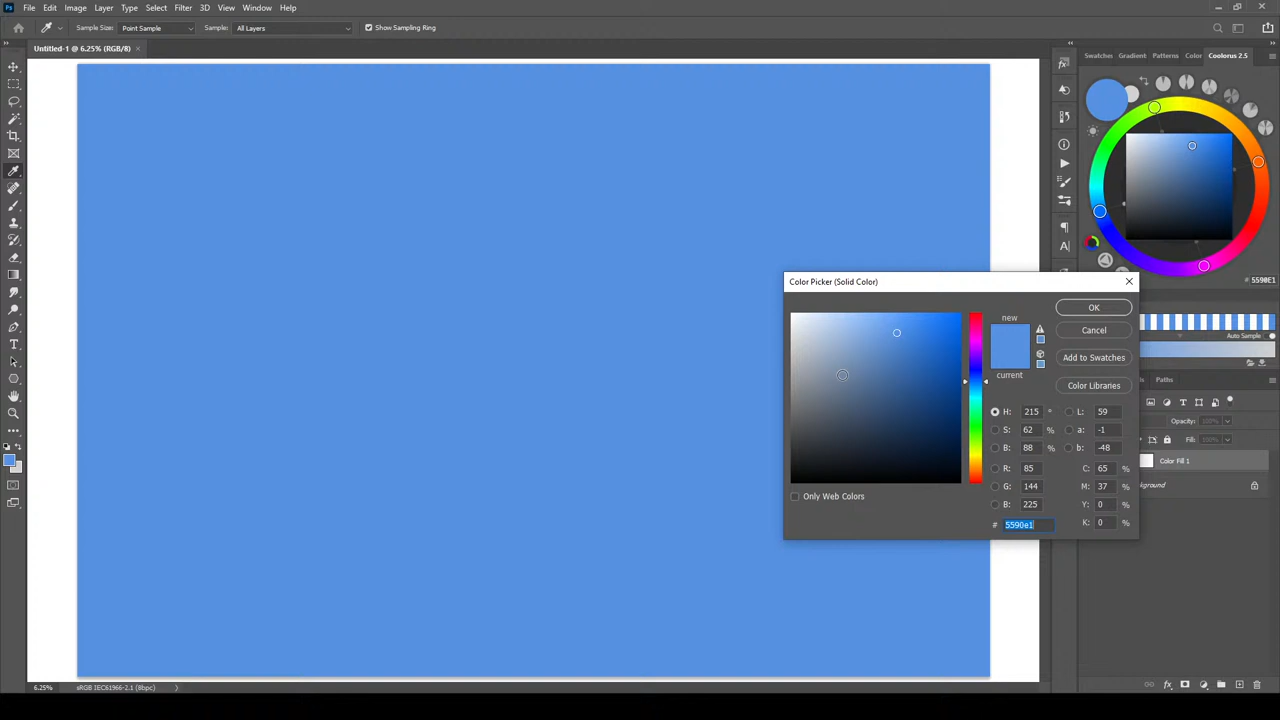 Ps File Edit Image Layer Type Select Filter 3D View Window Help
Sample Size: Point Sample Sample: All Layers Show Sampling Ring
Untitled-1 @ 6.25% (RGB/8) ×
Swatches Gradient Patterns Color Coolorus 2.5
# 5590E1
Auto Sample
Color Picker (Solid Color)
new
current
OK
Cancel
Add to Swatches
Color Libraries
H: 215 °
S: 62 %
B: 88 %
R: 85
G: 144
B: 225
# 5590e1
L: 59
a: -1
b: -48
C: 65 %
M: 37 %
Y: 0 %
K: 0 %
Only Web Colors
Paths
Opacity: 100%
Fill: 100%
Color Fill 1
6.25% sRGB IEC61966-2.1 (8bpc)